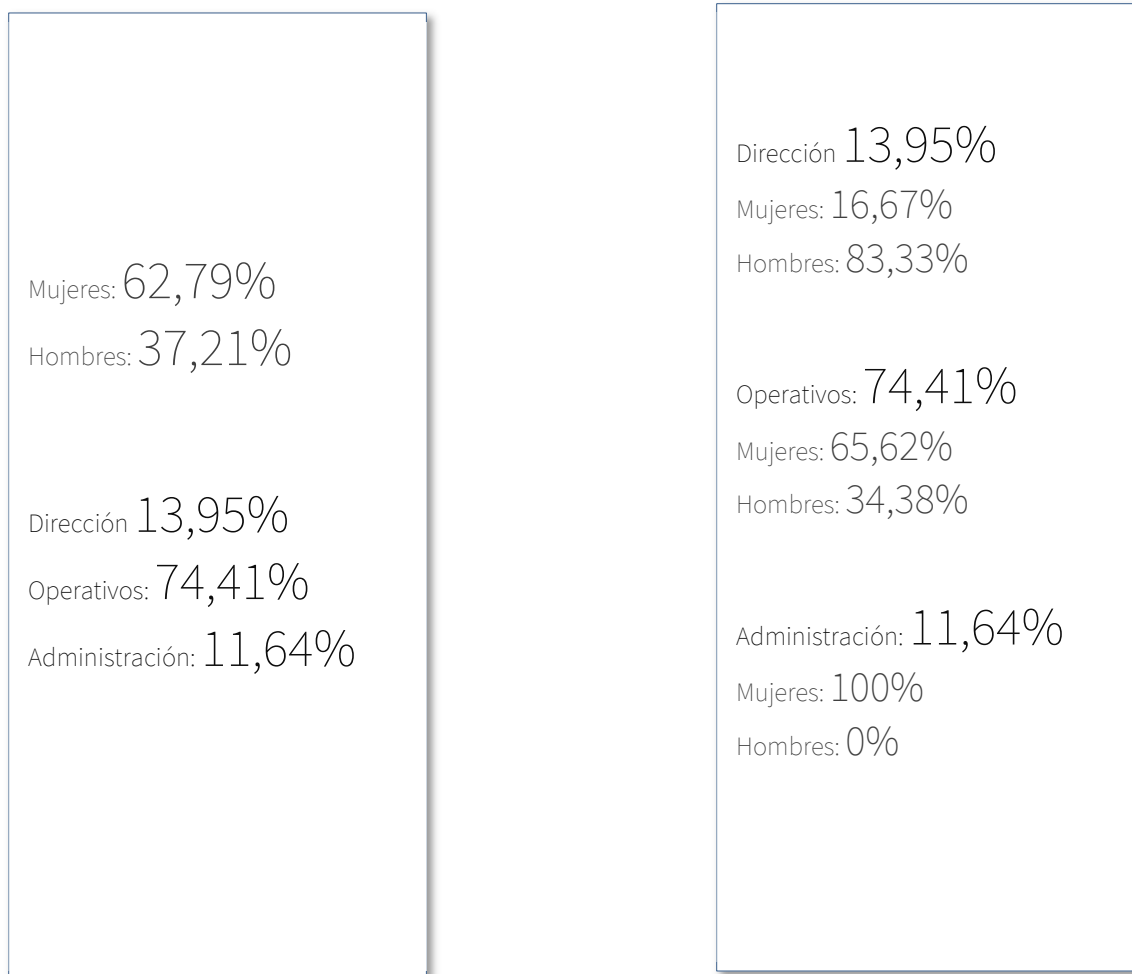 Mujeres: 62,79%
Hombres: 37,21%
Dirección 13,95%
Operativos: 74,41%
Administración: 11,64%
Dirección 13,95%
Mujeres: 16,67%
Hombres: 83,33%
Operativos: 74,41%
Mujeres: 65,62%
Hombres: 34,38%
Administración: 11,64%
Mujeres: 100%
Hombres: 0%